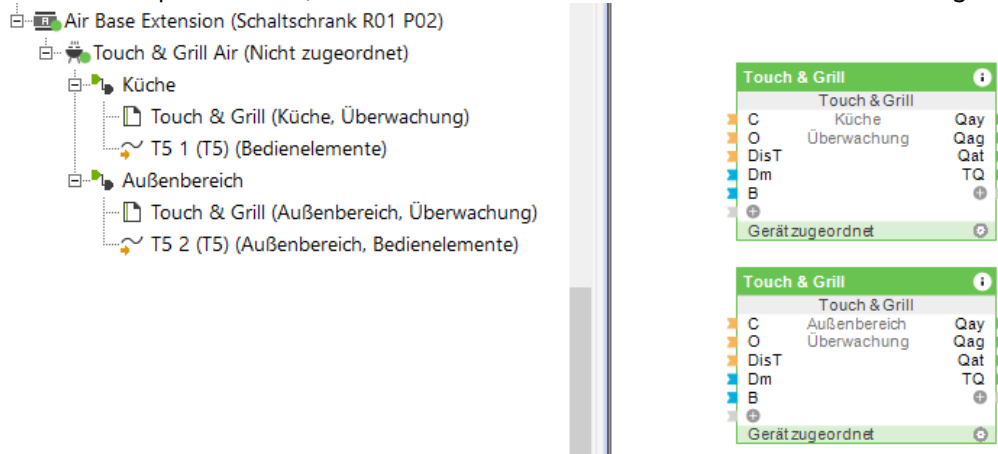 Air Base Extension (Schaltschrank R01 P02)
Touch & Grill Air (Nicht zugeordnet)
Küche
Touch & Grill (Küche, Überwachung)
T5 1 (T5) (Bedienelemente)
Außenbereich
Touch & Grill (Außenbereich, Überwachung)
T5 2 (T5) (Außenbereich, Bedienelemente)
Touch & Grill
Touch & Grill
C Küche Qay
O Überwachung Qag
DisT Qat
Dm TQ
B
Gerät zugeordnet
Touch & Grill
Touch & Grill
C Außenbereich Qay
O Überwachung Qag
DisT Qat
Dm TQ
B
Gerät zugeordnet